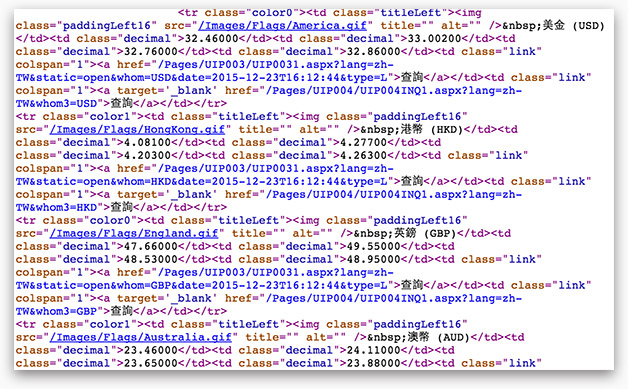 <tr class="color0"><td class="titleLeft"><img
class="paddingLeft16" src="/Images/Flags/America.gif" title="" alt="" />&nbsp;美金 (USD)
</td><td class="decimal">32.46000</td><td class="decimal">33.00200</td><td
class="decimal">32.76000</td><td class="decimal">32.86000</td><td class="link"
colspan="1"><a href="/Pages/UIP003/UIP0031.aspx?lang=zh-
TW&static=open&whom=USD&date=2015-12-23T16:12:44&type=L">查詢</a></td><td class="link"
colspan="1"><a target='_blank' href="/Pages/UIP004/UIP004INQ1.aspx?lang=zh-
TW&whom3=USD">查詢</a></td></tr>
<tr class="color1"><td class="titleLeft"><img class="paddingLeft16"
src="/Images/Flags/HongKong.gif" title="" alt="" />&nbsp;港幣 (HKD)</td><td
class="decimal">4.08100</td><td class="decimal">4.27700</td><td
class="decimal">4.20300</td><td class="decimal">4.26300</td><td class="link"
colspan="1"><a href="/Pages/UIP003/UIP0031.aspx?lang=zh-
TW&static=open&whom=HKD&date=2015-12-23T16:12:44&type=L">查詢</a></td><td class="link"
colspan="1"><a target='_blank' href="/Pages/UIP004/UIP004INQ1.aspx?lang=zh-
TW&whom3=HKD">查詢</a></td></tr>
<tr class="color0"><td class="titleLeft"><img class="paddingLeft16"
src="/Images/Flags/England.gif" title="" alt="" />&nbsp;英鎊 (GBP)</td><td
class="decimal">47.66000</td><td class="decimal">49.55000</td><td
class="decimal">48.53000</td><td class="decimal">48.95000</td><td class="link"
colspan="1"><a href="/Pages/UIP003/UIP0031.aspx?lang=zh-
TW&static=open&whom=GBP&date=2015-12-23T16:12:44&type=L">查詢</a></td><td class="link"
colspan="1"><a target='_blank' href="/Pages/UIP004/UIP004INQ1.aspx?lang=zh-
TW&whom3=GBP">查詢</a></td></tr>
<tr class="color1"><td class="titleLeft"><img class="paddingLeft16"
src="/Images/Flags/Australia.gif" title="" alt="" />&nbsp;澳幣 (AUD)</td><td
class="decimal">23.46000</td><td class="decimal">24.11000</td><td
class="decimal">23.65000</td><td class="decimal">23.88000</td><td class="link"